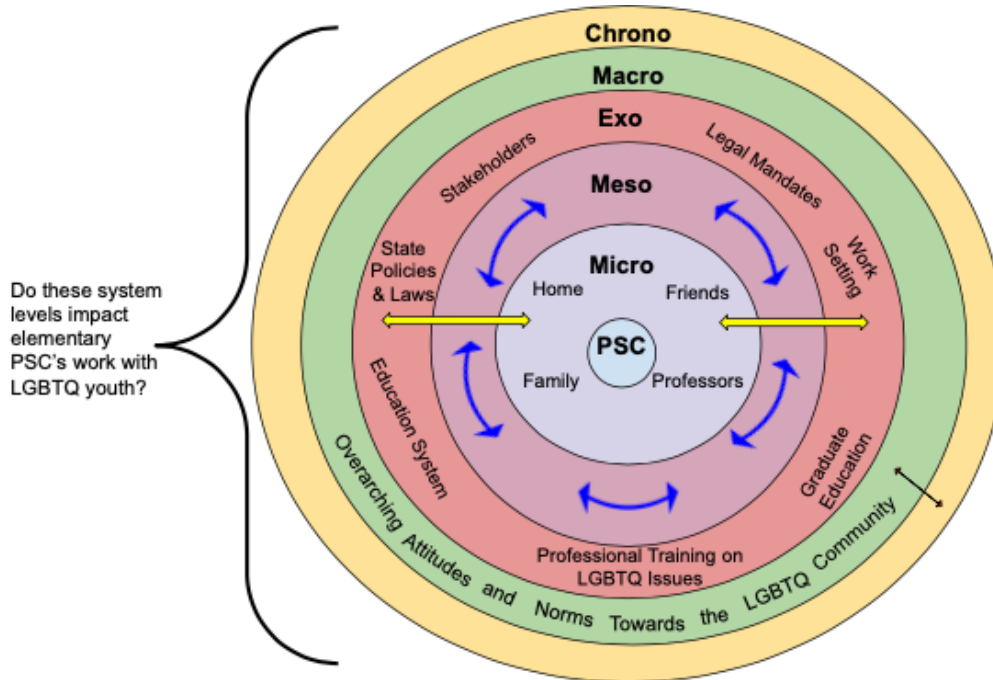 Chrono
Macro
Exo
Stakeholders
Legal Mandates
Meso
State
Policies
& Laws
Work
Setting
Micro
Home
Friends
Do these system
levels impact
elementary
PSC's work with
LGBTQ youth?
PSC
Family
Professors
Education System
Graduate
Education
Professional Training on
LGBTQ Issues
Overarching Attitudes and Norms Towards the LGBTQ Community